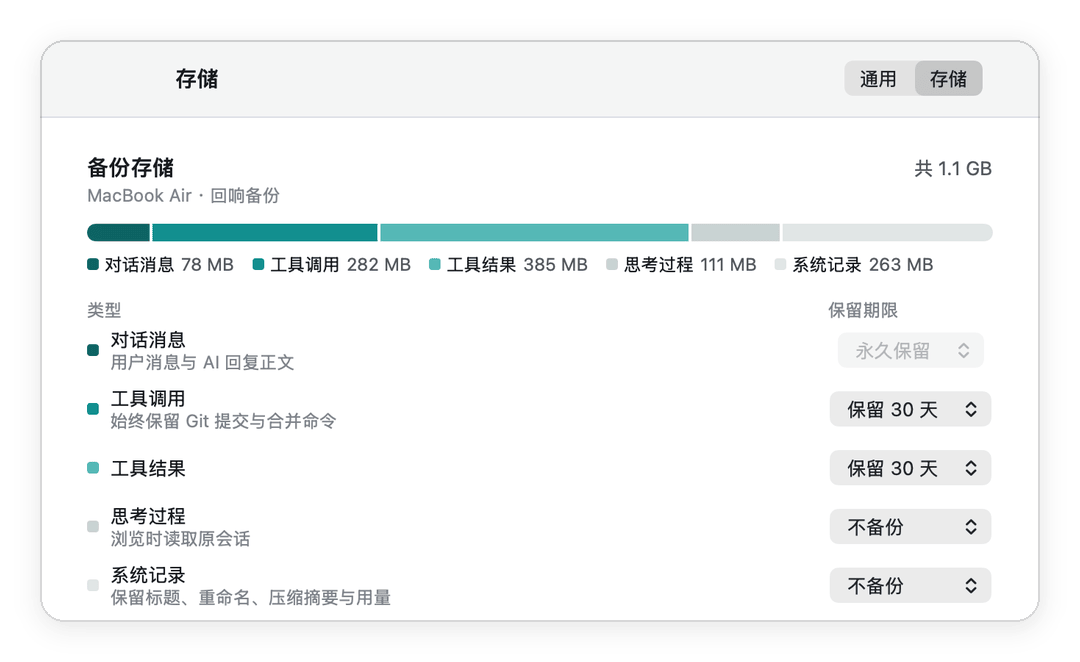 存储
通用
存储
备份存储
共 1.1 GB
MacBook Air · 回响备份
对话消息 78 MB 工具调用 282 MB 工具结果 385 MB 思考过程 111 MB 系统记录 263 MB
类型
保留期限
对话消息
用户消息与 AI 回复正文
永久保留
工具调用
始终保留 Git 提交与合并命令
保留 30 天
工具结果
保留 30 天
思考过程
浏览时读取原会话
不备份
系统记录
保留标题、重命名、压缩摘要与用量
不备份